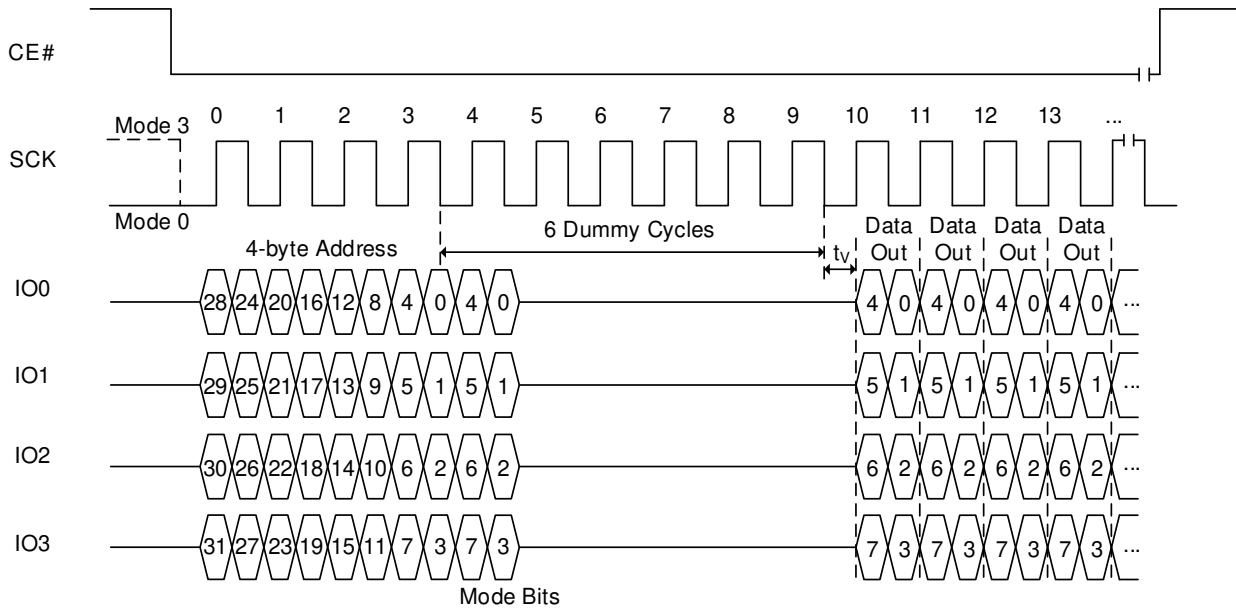 CE#
0 1 2 3 4 5 6 7 8 9 10 11 12 13 ...
Mode 3
SCK
Mode 0
4-byte Address
6 Dummy Cycles
tV
Data Out
Data Out
Data Out
Data Out
IO0
28 24 20 16 12 8 4 0 4 0 4 0 4 0 4 0 4 0 ...
IO1
29 25 21 17 13 9 5 1 5 1 5 1 5 1 5 1 5 1 ...
IO2
30 26 22 18 14 10 6 2 6 2 6 2 6 2 6 2 6 2 ...
IO3
31 27 23 19 15 11 7 3 7 3 7 3 7 3 7 3 7 3 ...
Mode Bits